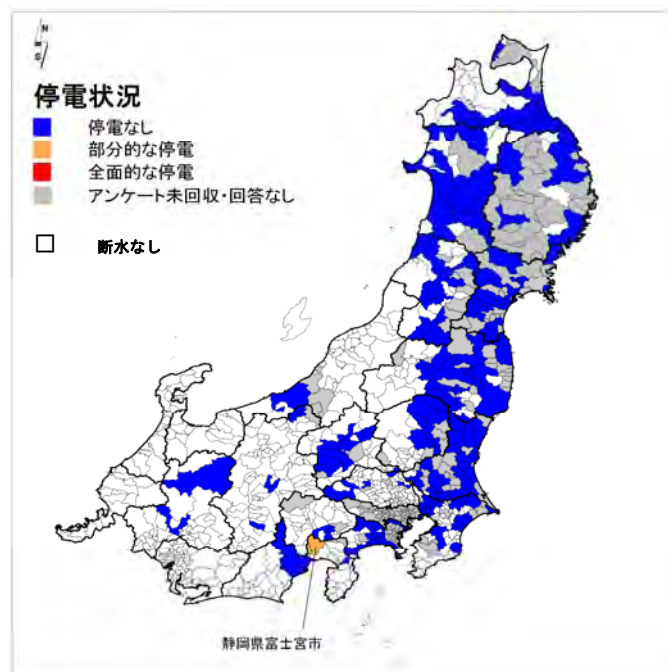 N
S
停電状況
停電なし
部分的な停電
全面的な停電
アンケート未回収・回答なし
断水なし
静岡県富士宮市